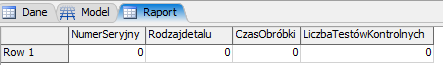 Dane Model Raport
NumerSeryjny Rodzajdetalu CzasObróbki LiczbaTestówKontrolnych
Row 1 0 0 0 0